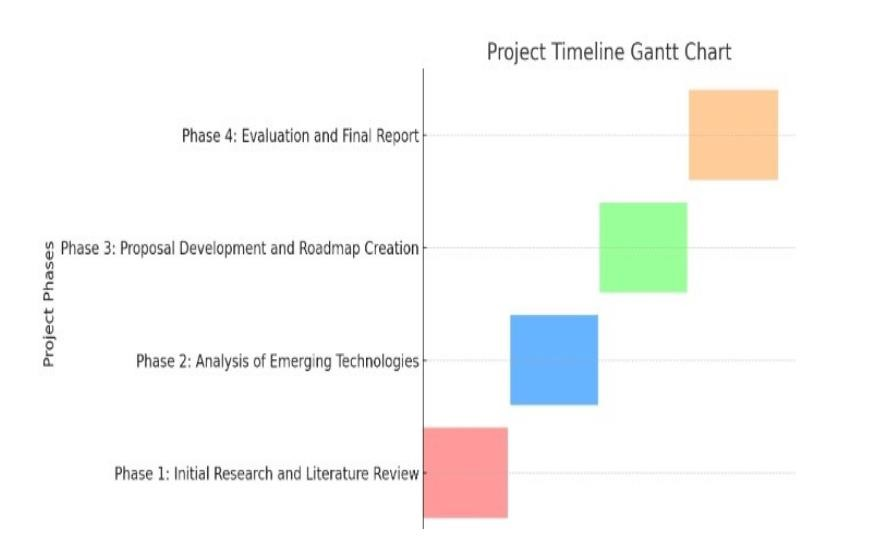 Project Timeline Gantt Chart
Phase 4: Evaluation and Final Report
Phase 3: Proposal Development and Roadmap Creation
Phase 2: Analysis of Emerging Technologies
Phase 1: Initial Research and Literature Review
Project Phases